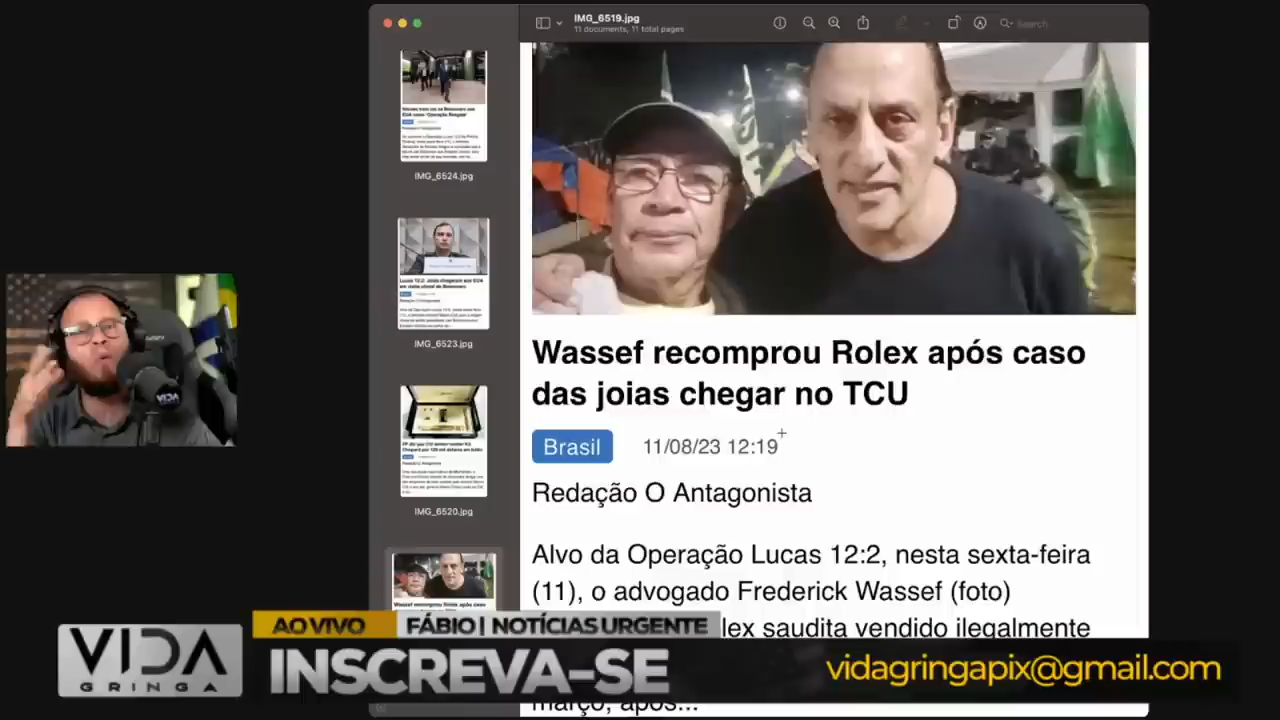 IMG_6519.jpg
11 documents, 11 total pages
Search
IMG_6524.jpg
IMG_6523.jpg
IMG_6520.jpg
Wassef recomprou Rolex após caso
das joias chegar no TCU
Brasil 11/08/23 12:19
Redação O Antagonista
Alvo da Operação Lucas 12:2, nesta sexta-feira
(11), o advogado Frederick Wassef (foto)
lex saudita vendido ilegalmente
março, após...
VIDA
VIDA
GRINGA
AO VIVO FÁBIO | NOTÍCIAS URGENTE
INSCREVA-SE
vidagringapix@gmail.com